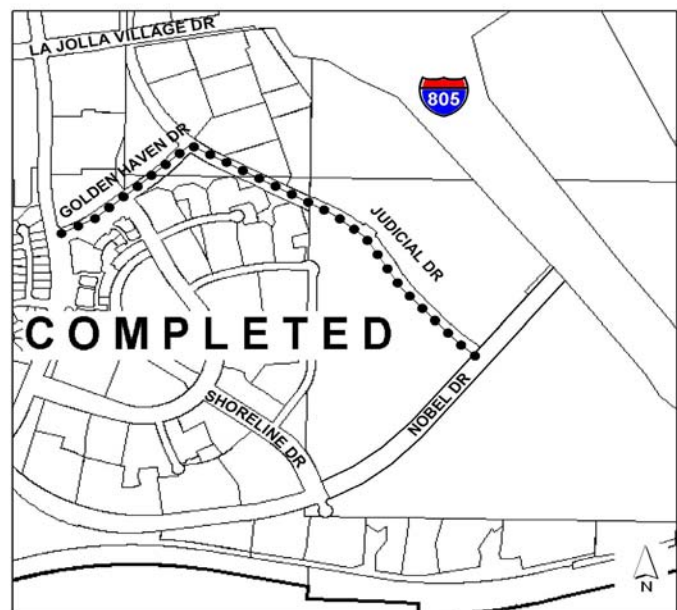 LA JOLLA VILLAGE DR
805
GOLDEN HAVEN DR
JUDICIAL DR
COMPLETED
SHORELINE DR
NOBEL DR
N